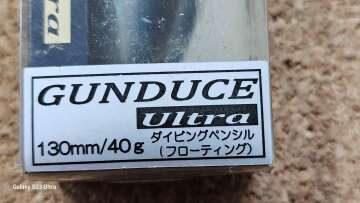 GUNDUCE
Ultra
130mm/40g
ダイビングペンシル
(フローティング)
Galaxy S23 Ultra